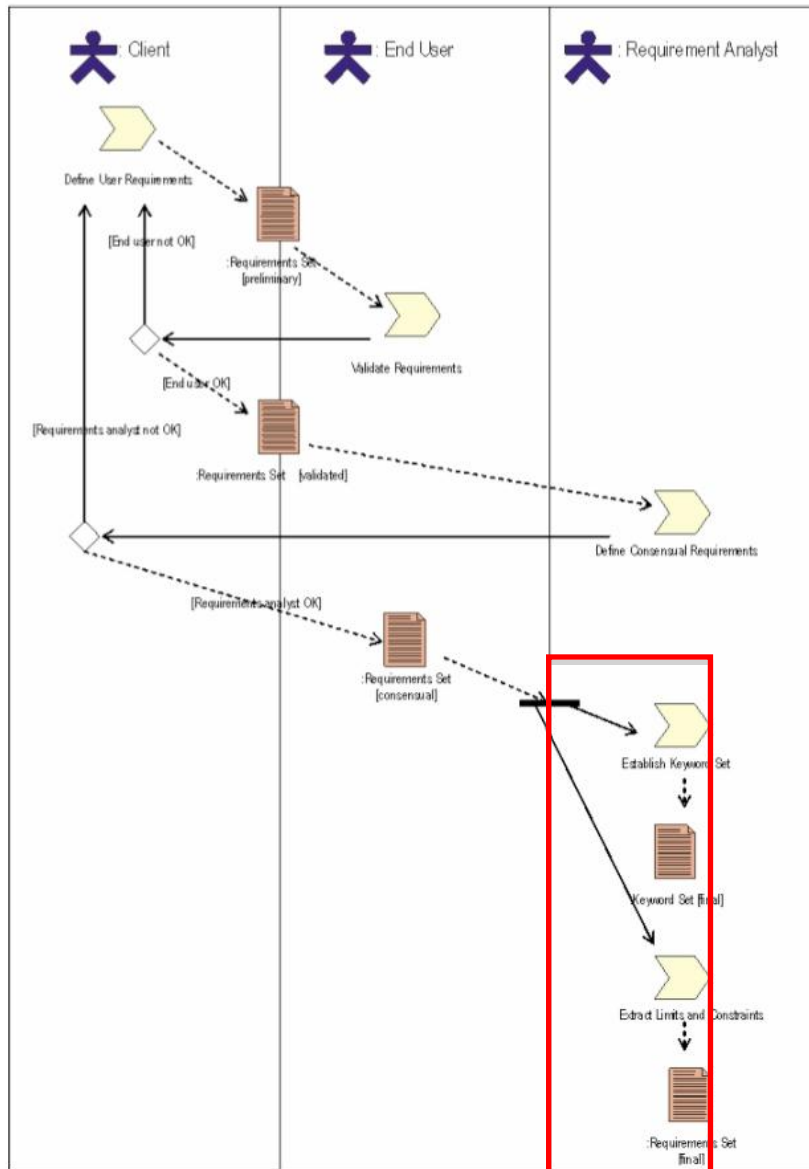 : Client
: End User
: Requirement Analyst
Define User Requirements
[End user not OK]
:Requirements Set
[preliminary]
Validate Requirements
[End user OK]
[Requirements analyst not OK]
:Requirements Set [validated]
Define Consensual Requirements
[Requirements analyst OK]
:Requirements Set
[consensual]
Establish Keyword Set
Keyword Set [final]
Extract Limits and Constraints
:Requirements Set
[final]